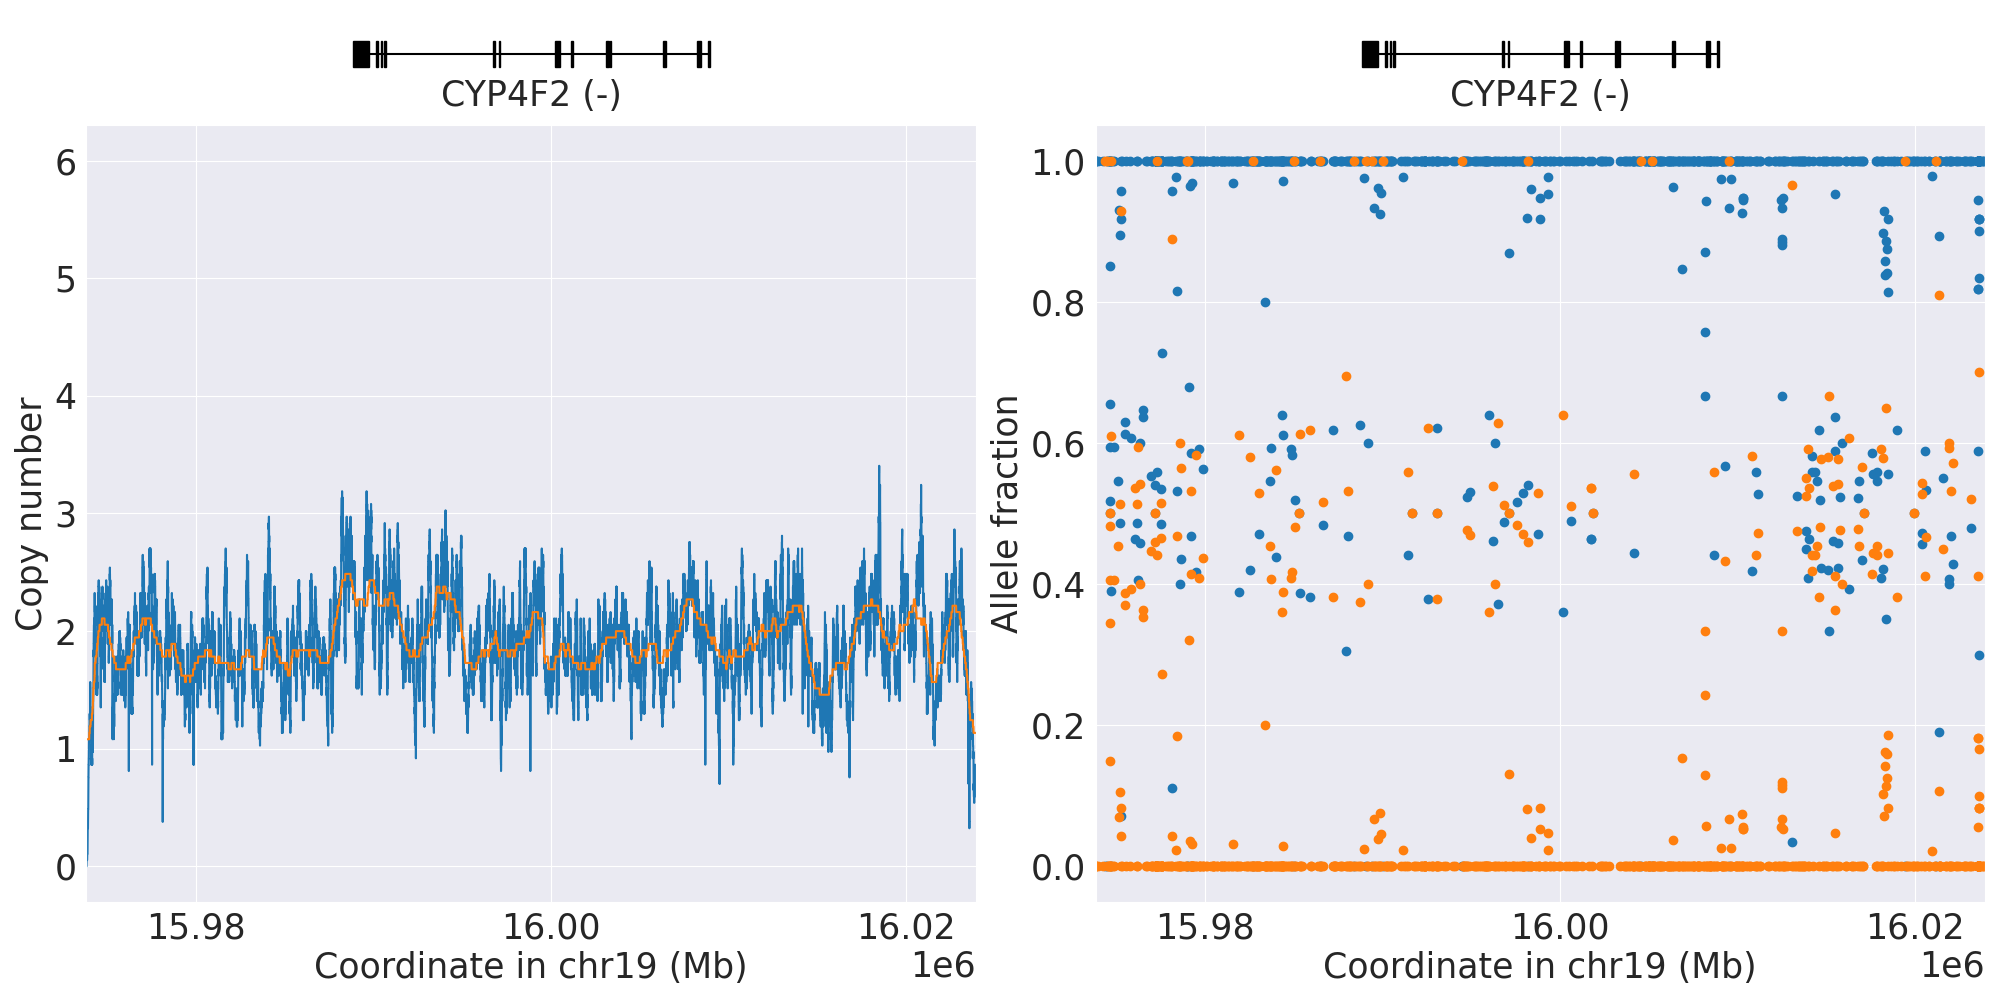 CYP4F2 (-)
6
5
4
3
2
1
0
Copy number
15.98
16.00
16.02
Coordinate in chr19 (Mb)
1e6
CYP4F2 (-)
1.0
0.8
0.6
0.4
0.2
0.0
Allele fraction
15.98
16.00
16.02
Coordinate in chr19 (Mb)
1e6